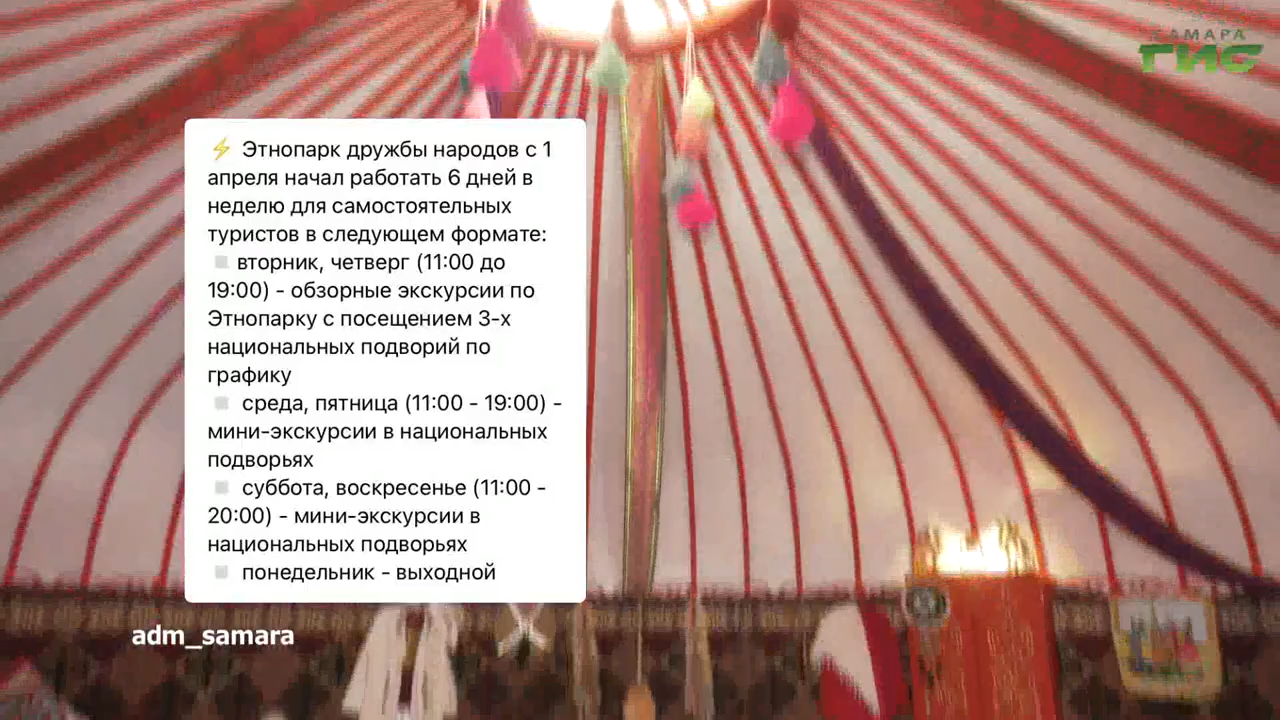 САМАРА
ГИС
⚡ Этнопарк дружбы народов с 1
апреля начал работать 6 дней в
неделю для самостоятельных
туристов в следующем формате:
◽вторник, четверг (11:00 до
19:00) - обзорные экскурсии по
Этнопарку с посещением 3-х
национальных подворий по
графику
◽ среда, пятница (11:00 - 19:00) -
мини-экскурсии в национальных
подворьях
◽ суббота, воскресенье (11:00 -
20:00) - мини-экскурсии в
национальных подворьях
◽ понедельник - выходной
adm_samara